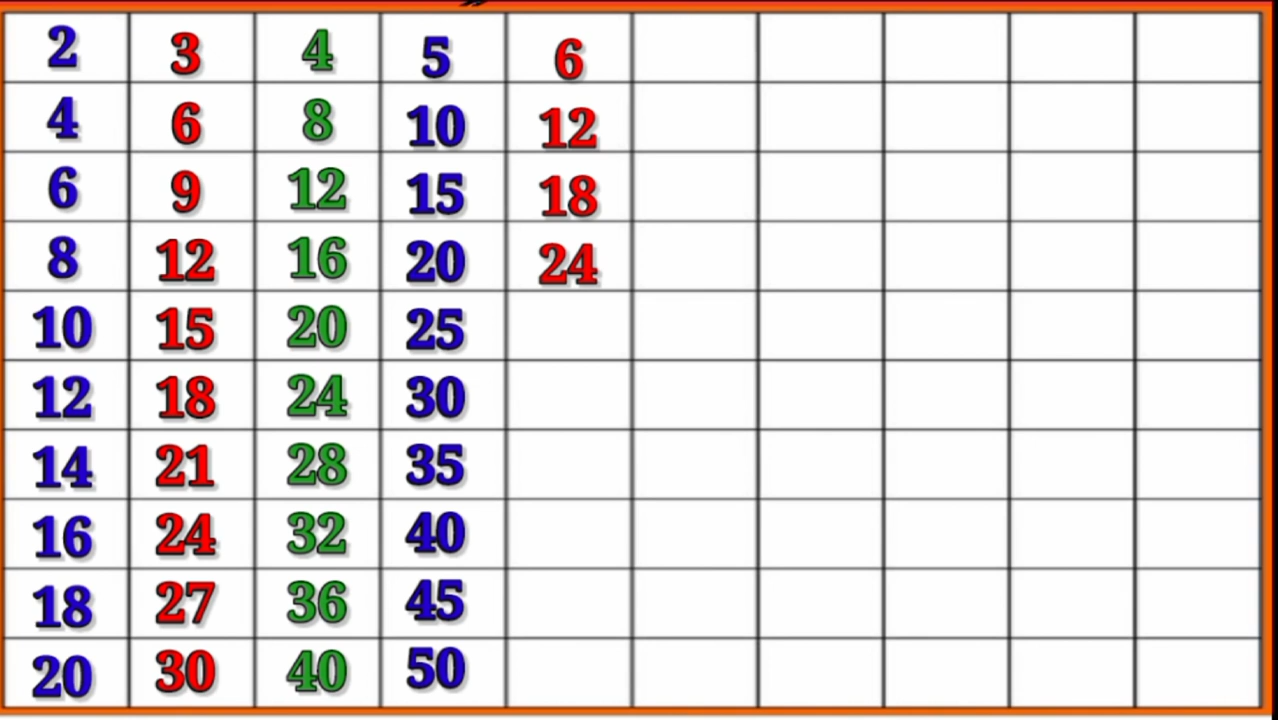 2 3 4 5 6
4 6 8 10 12
6 9 12 15 18
8 12 16 20 24
10 15 20 25
12 18 24 30
14 21 28 35
16 24 32 40
18 27 36 45
20 30 40 50